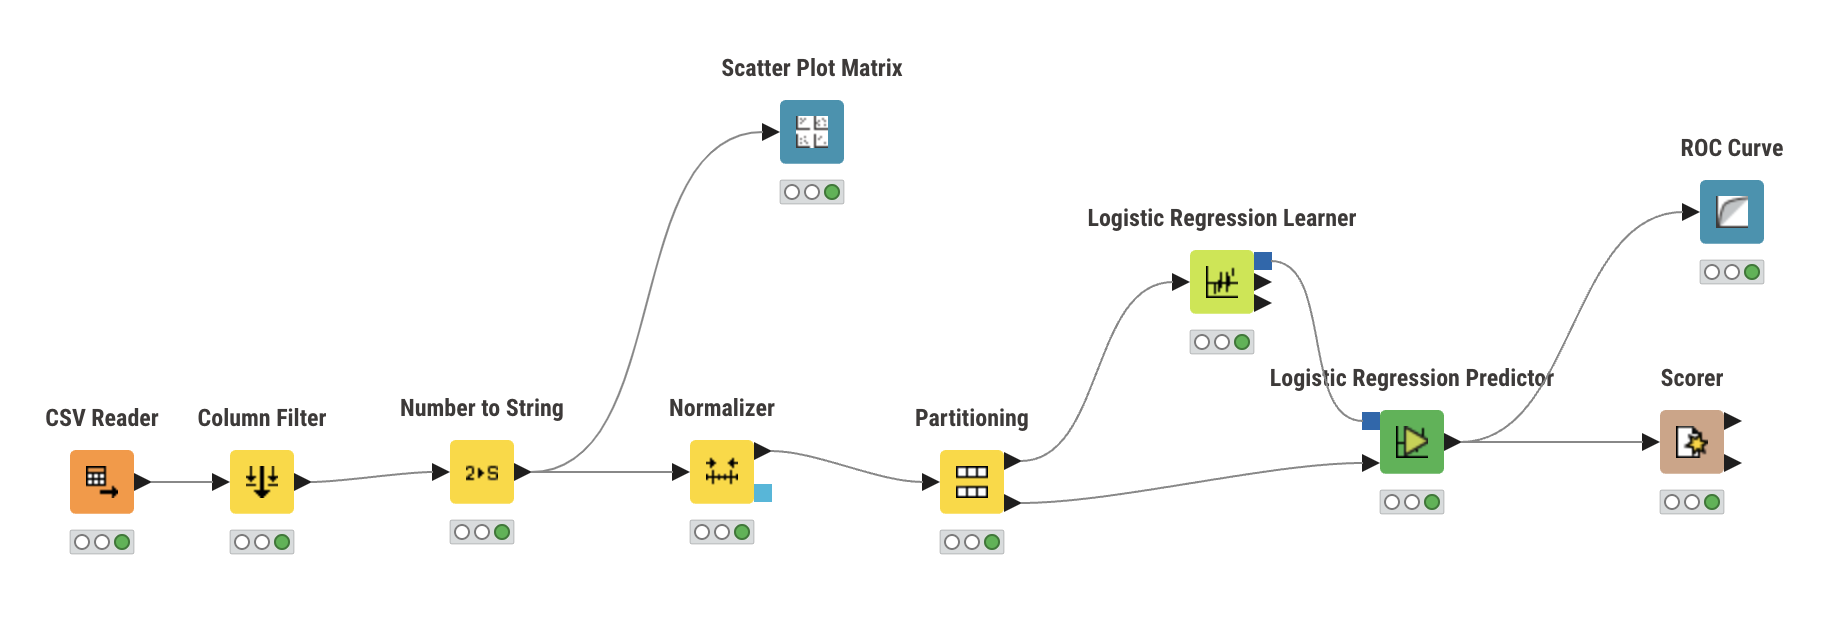 Scatter Plot Matrix
ROC Curve
Logistic Regression Learner
Logistic Regression Predictor
Scorer
CSV Reader
Column Filter
Number to String
Normalizer
Partitioning
2▸S